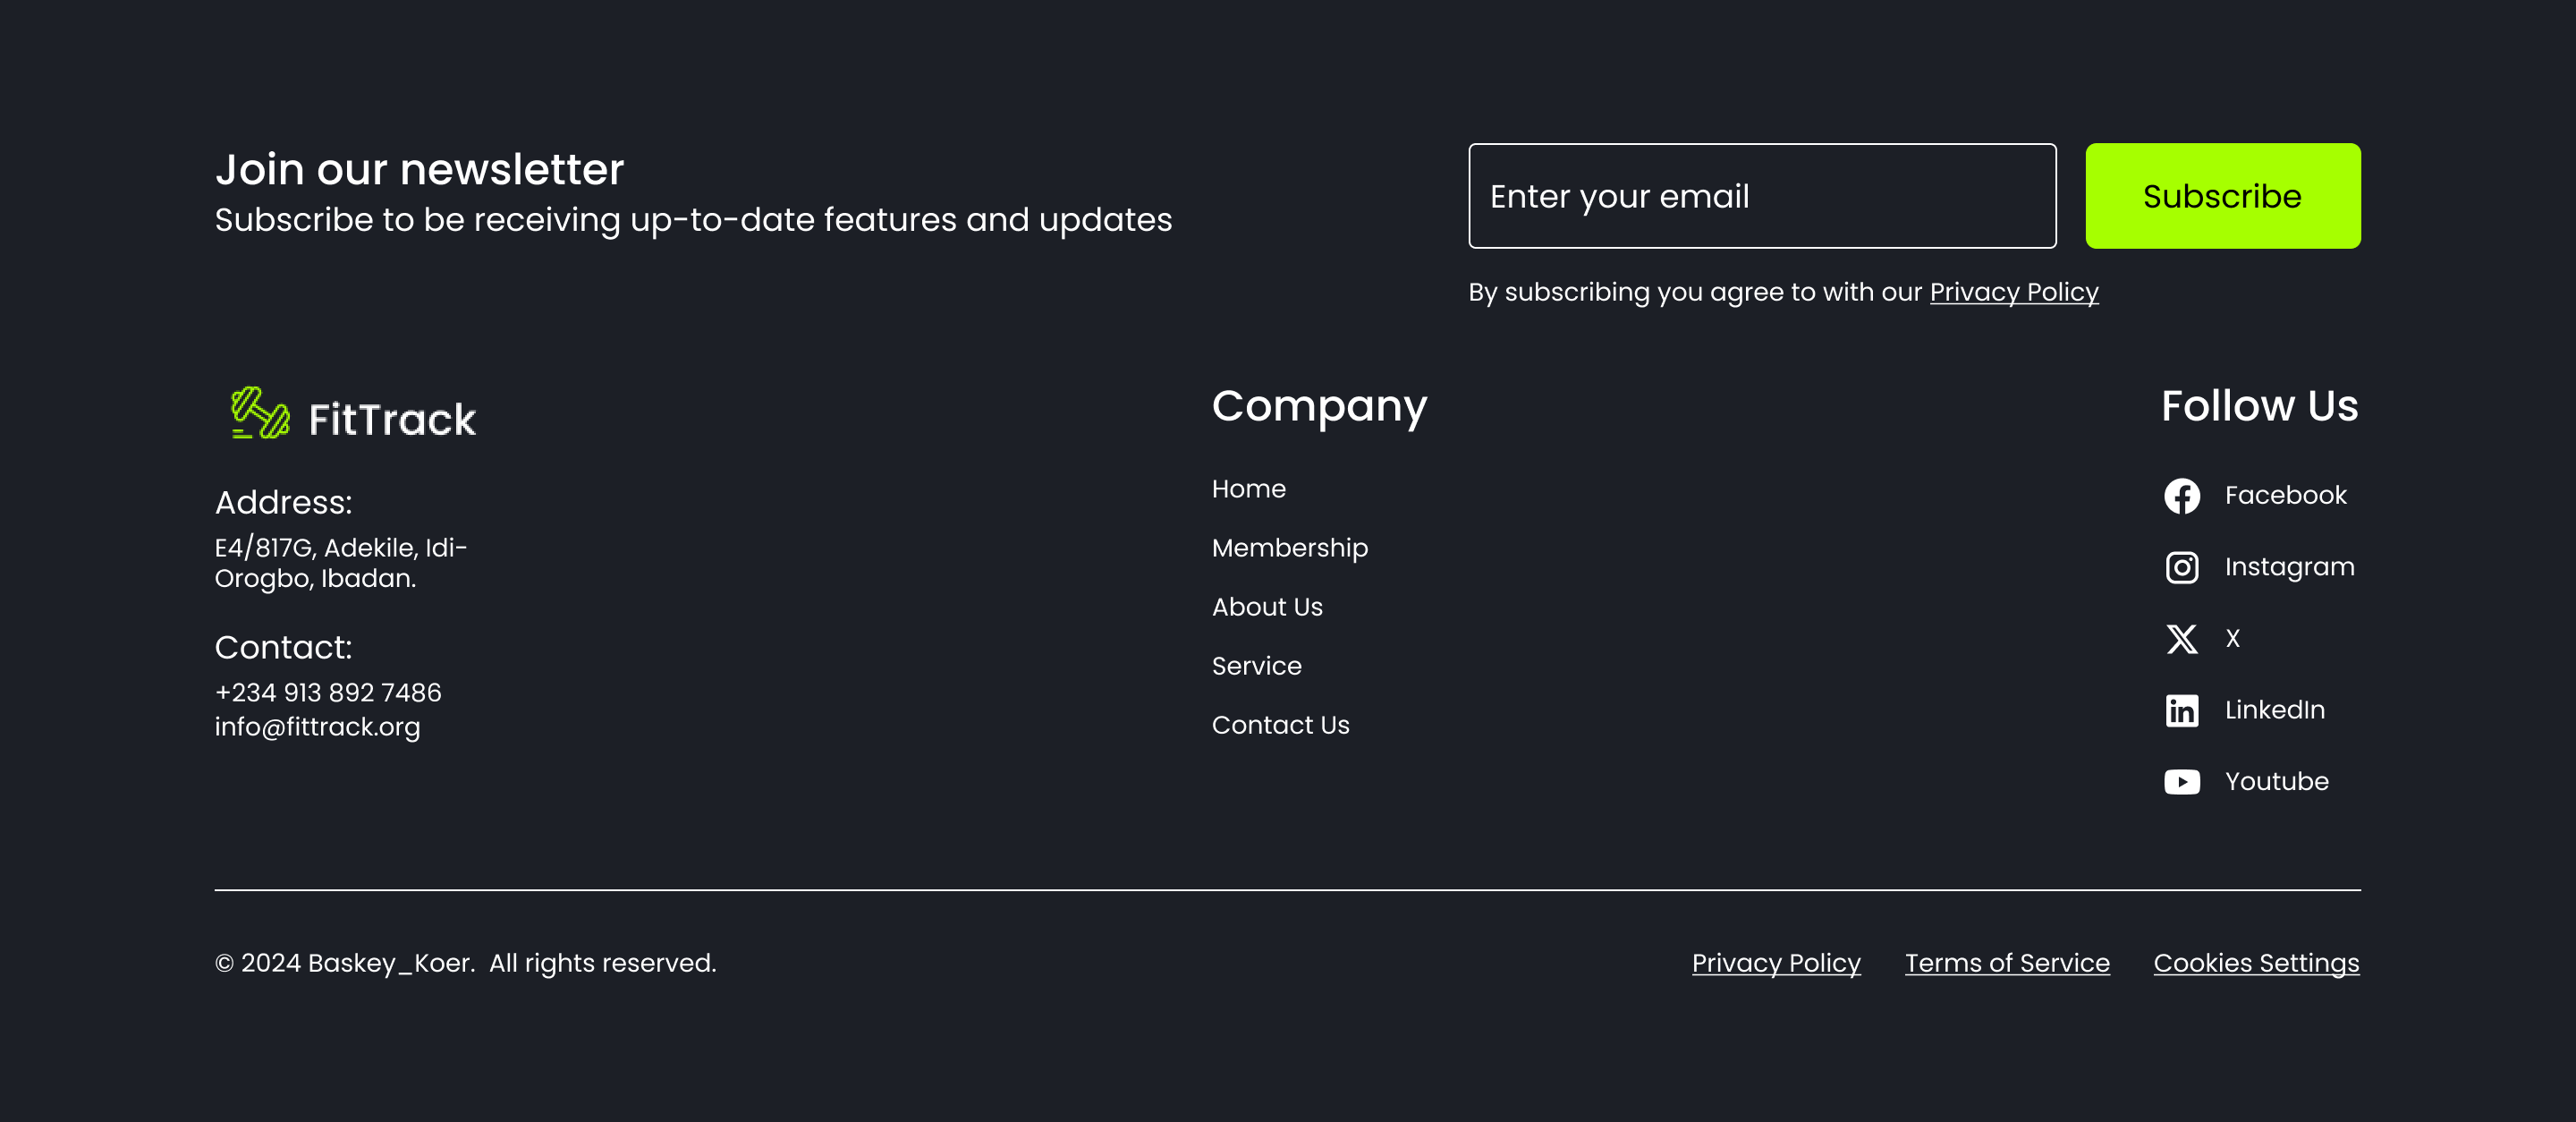 Join our newsletter
Subscribe to be receiving up-to-date features and updates
Enter your email
Subscribe
By subscribing you agree to with our Privacy Policy
FitTrack
Address:
E4/817G, Adekile, Idi-
Orogbo, Ibadan.
Contact:
+234 913 892 7486
info@fittrack.org
Company
Home
Membership
About Us
Service
Contact Us
Follow Us
Facebook
Instagram
X
LinkedIn
Youtube
© 2024 Baskey_Koer.  All rights reserved.
Privacy Policy
Terms of Service
Cookies Settings